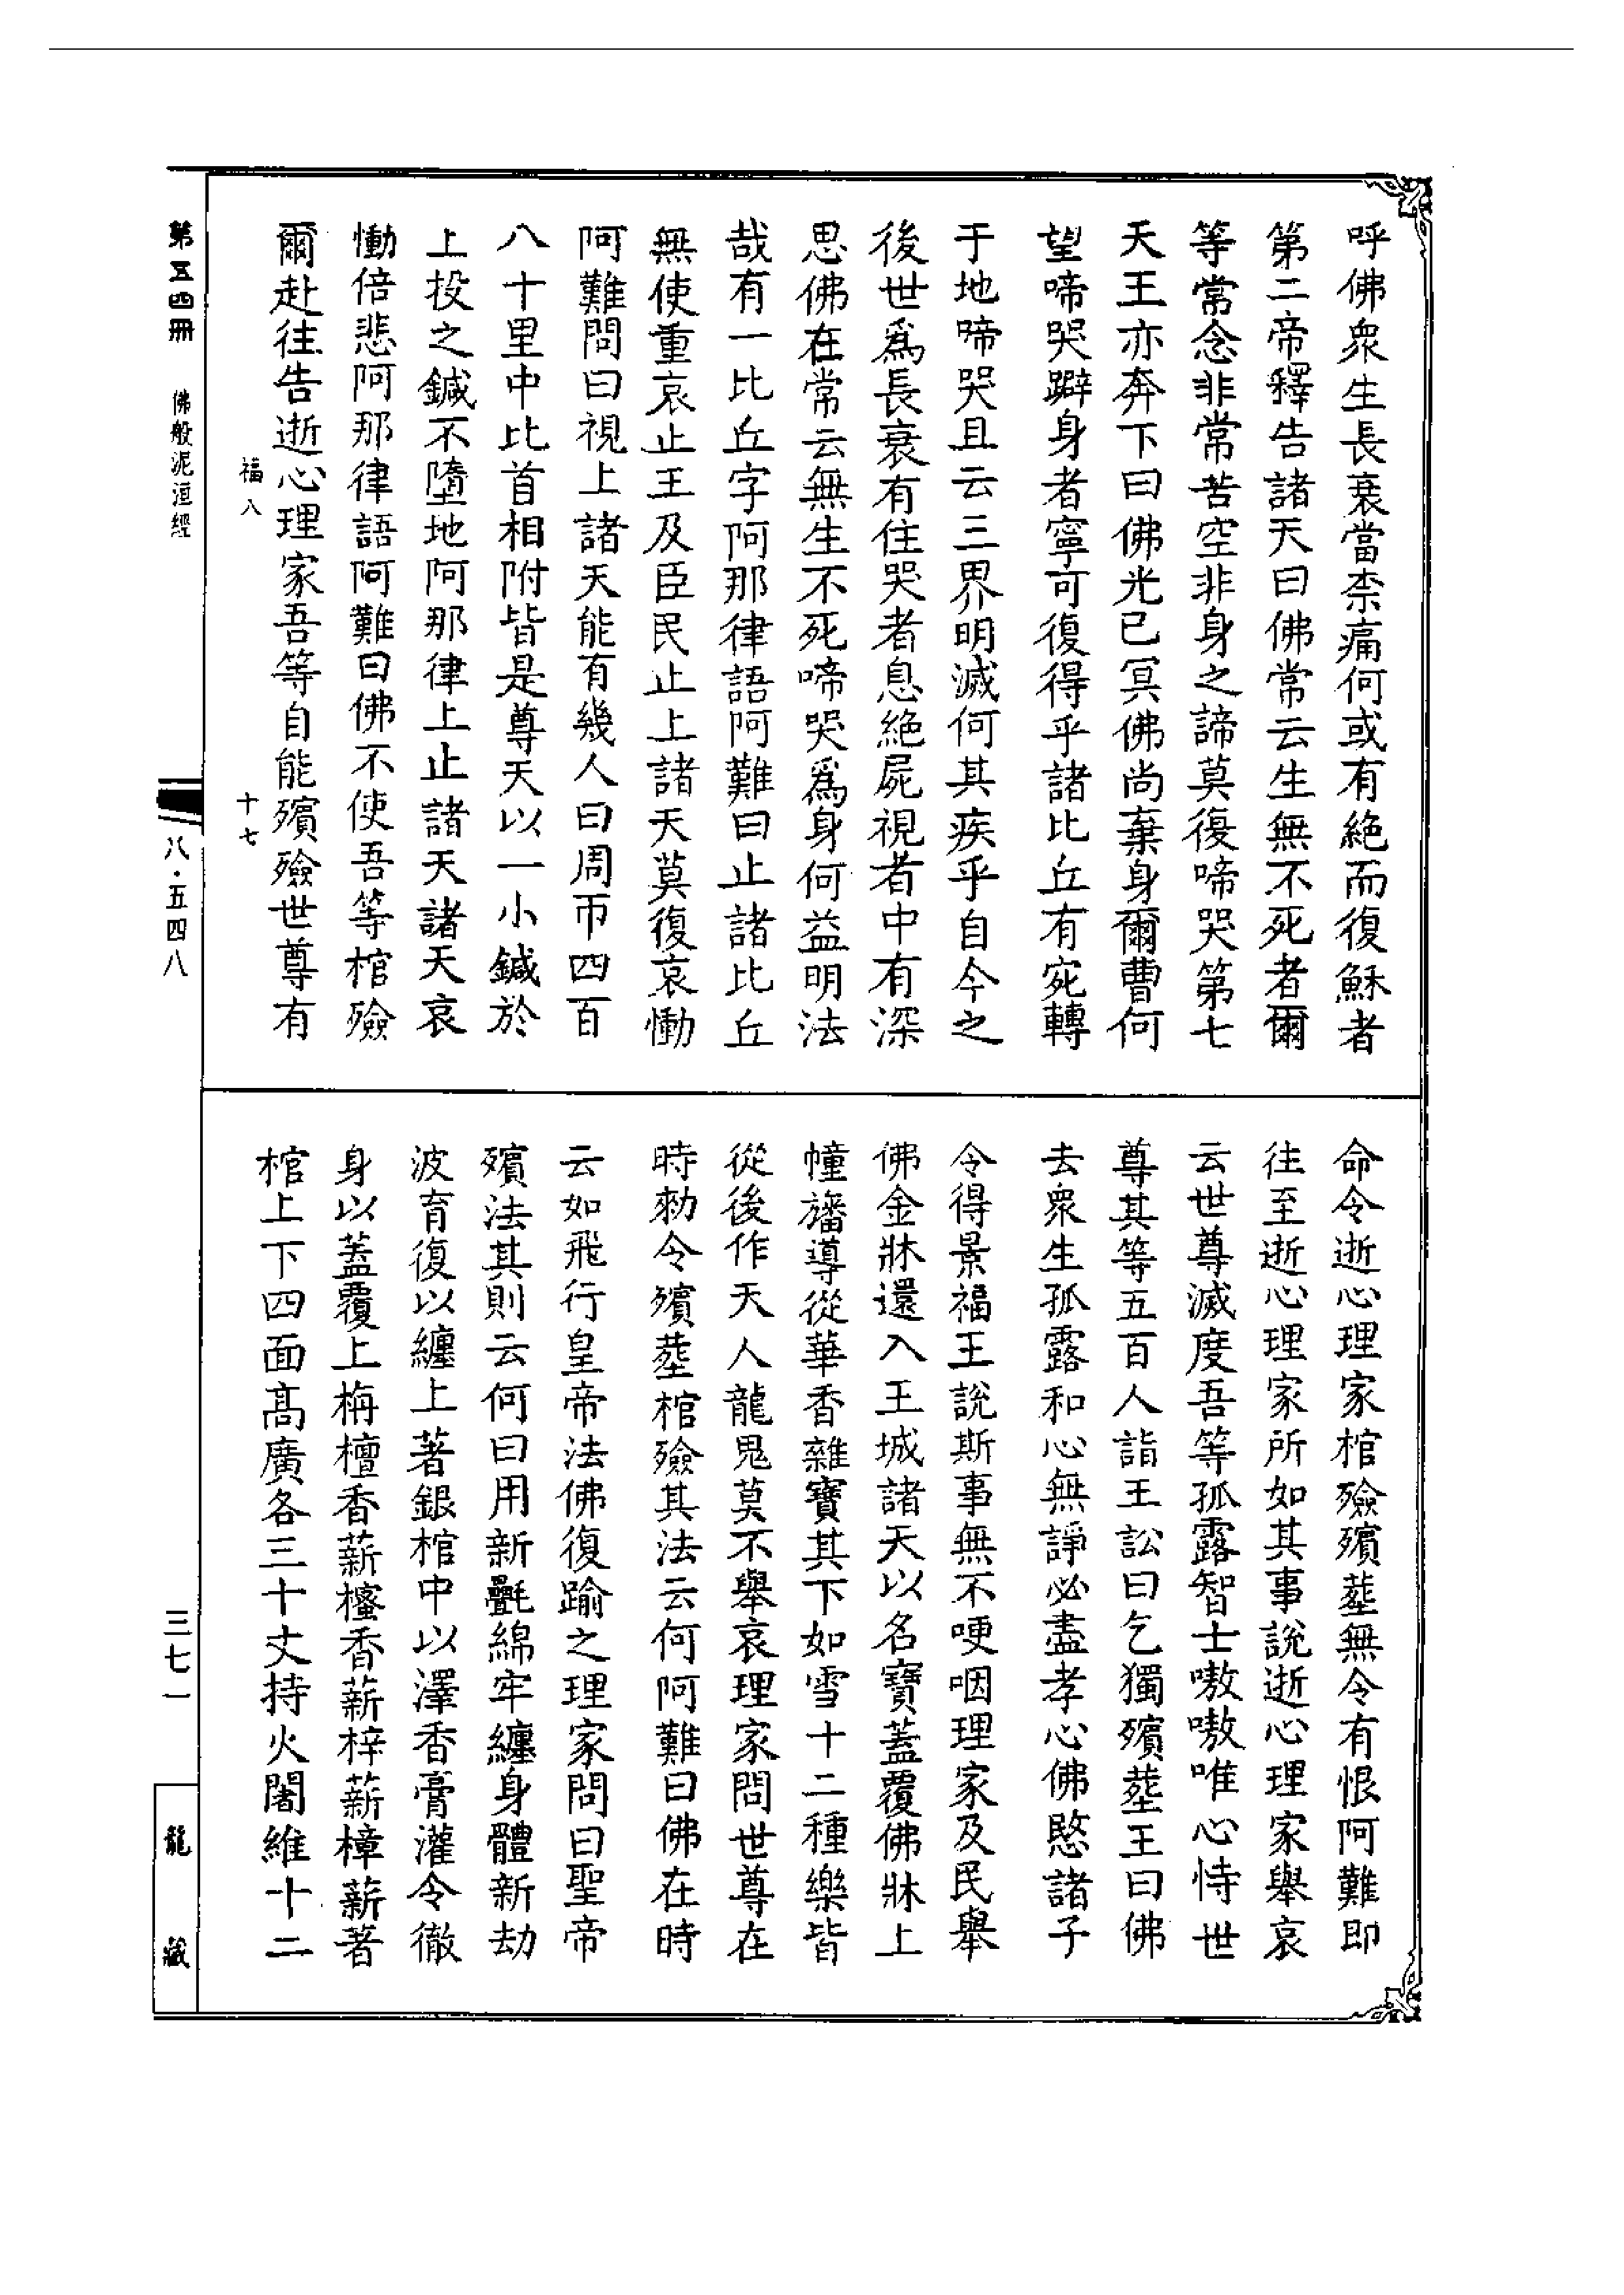 呼佛衆生長衰當柰痛何或有絶而復穌者
第二帝釋告諸天曰佛常云生無不死者爾
等常念非常苦空非身之諦莫復啼哭第七
天王亦奔下曰佛光已冥佛尚棄身爾曹何
望啼哭躃身者寧可復得乎諸比丘有宛轉
于地啼哭且云三界明滅何其疾乎自今之
後世爲長衰有住哭者息絶屍視者中有深
思佛在常云無生不死啼哭爲身何益明法
哉有一比丘字阿那律語阿難曰止諸比丘
無使重哀止王及臣民止上諸天莫復哀慟
阿難問曰視上諸天能有幾人曰周帀四百
八十里中比首相附皆是尊天以一小鍼於
上投之鍼不墮地阿那律上止諸天諸天哀
慟倍悲阿那律語阿難曰佛不使吾等棺殮
爾赴往告逝心理家吾等自能殯殮世尊有
命令逝心理家棺殮殯塟無令有恨阿難即
往至逝心理家所如其事說逝心理家舉哀
云世尊滅度吾等孤露智士嗷嗷唯心恃世
尊其等五百人詣王訟曰乞獨殯塟王曰佛
去衆生孤露和心無諍必盡孝心佛愍諸子
令得景福王說斯事無不哽咽理家及民舉
佛金牀還入王城諸天以名寶蓋覆佛牀上
幢旛導從華香雜寶其下如雪十二種樂皆
從後作天人龍鬼莫不舉哀理家問世尊在
時勑令殯塟棺殮其法云何阿難曰佛在時
云如飛行皇帝法佛復踰之理家問曰聖帝
殯法其則云何曰用新㲲綿牢纏身體新劫
波育復以纏上著銀棺中以澤香膏灌令徹
身以蓋覆上栴檀香薪櫁香薪梓薪樟薪著
棺上下四面高廣各三十丈持火闍維十二
福八
十七
第五四冊
佛般泥洹經
八·五四八
三七一
龍藏